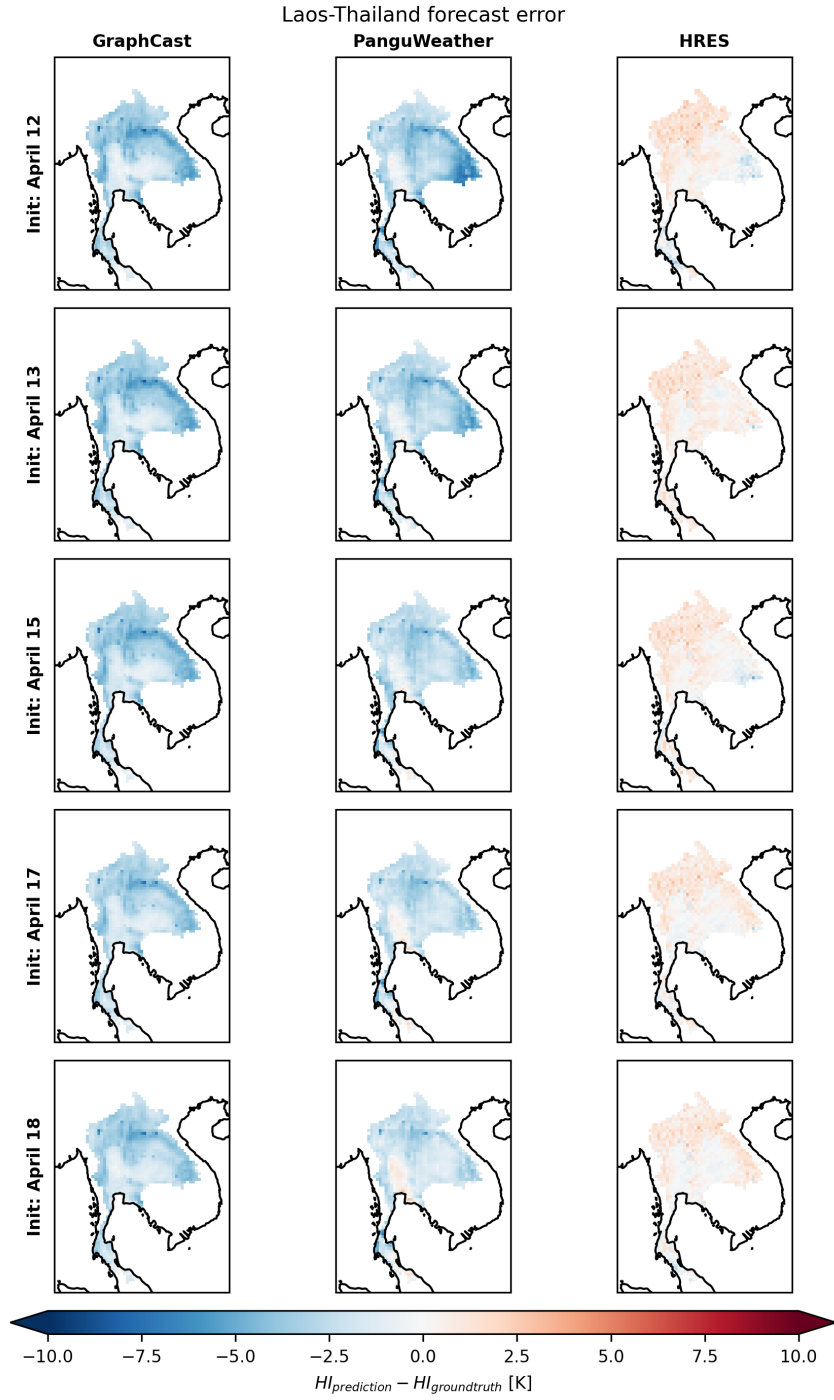 Laos-Thailand forecast error
GraphCast PanguWeather HRES
Init: April 12
Init: April 13
Init: April 15
Init: April 17
Init: April 18
−10.0 −7.5 −5.0 −2.5 0.0 2.5 5.0 7.5 10.0
HI_prediction − HI_groundtruth [K]